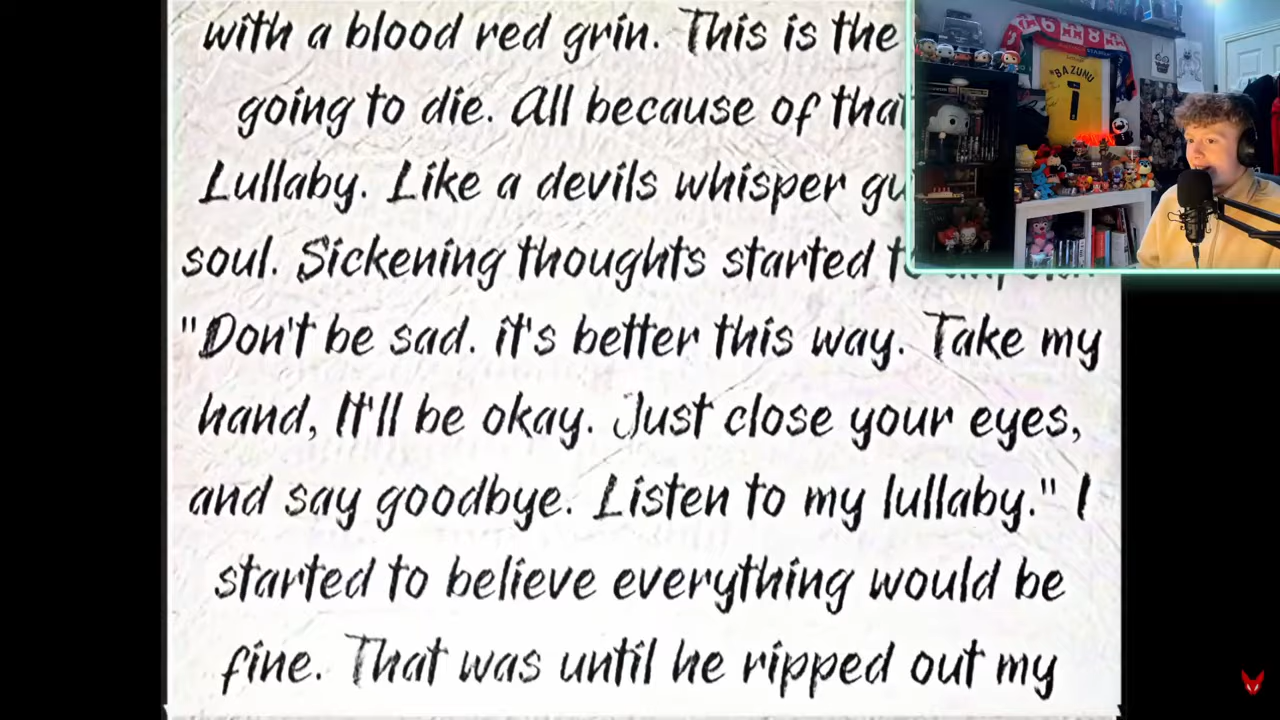 with a blood red grin. This is the
going to die. All because of that
Lullaby. Like a devils whisper
soul. Sickening thoughts started
"Don't be sad. it's better this way. Take my
hand, It'll be okay. Just close your eyes,
and say goodbye. Listen to my lullaby." I
started to believe everything would be
fine. That was until he ripped out my
BAZUNU
1